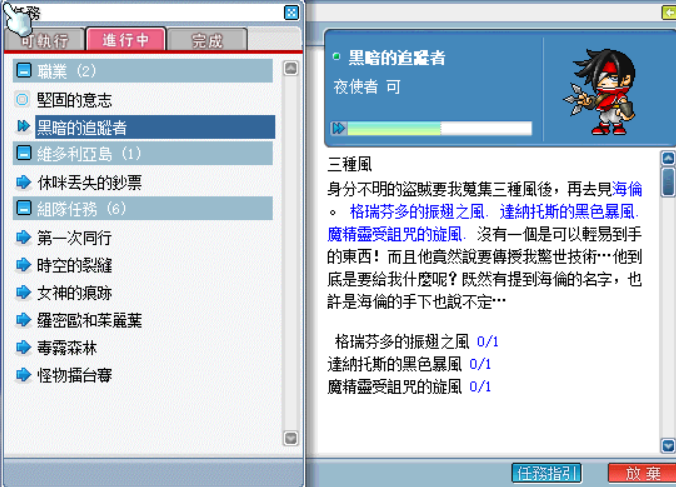 任務
可執行
進行中
完成
職業 (2)
堅固的意志
黑暗的追蹤者
維多利亞島 (1)
休咪丟失的鈔票
組隊任務 (6)
第一次同行
時空的裂縫
女神的痕跡
羅密歐和茱麗葉
毒霧森林
怪物擂台賽
黑暗的追蹤者
夜使者 可
三種風
身分不明的盜賊要我蒐集三種風後，再去見海倫
。 格瑞芬多的振翅之風. 達納托斯的黑色暴風.
魔精靈受詛咒的旋風. 沒有一個是可以輕易到手
的東西！而且他竟然說要傳授我驚世技術…他到
底是要給我什麼呢？既然有提到海倫的名字，也
許是海倫的手下也說不定…
格瑞芬多的振翅之風 0/1
達納托斯的黑色暴風 0/1
魔精靈受詛咒的旋風 0/1
任務指引
放棄